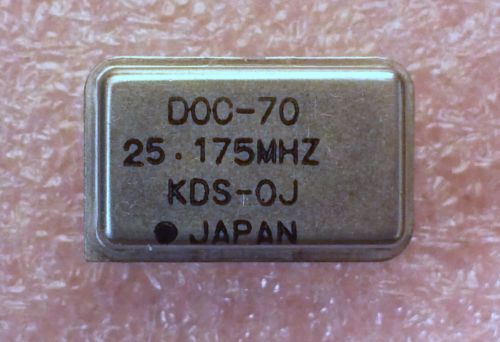 DOC-70
25.175MHZ
KDS-0J
JAPAN